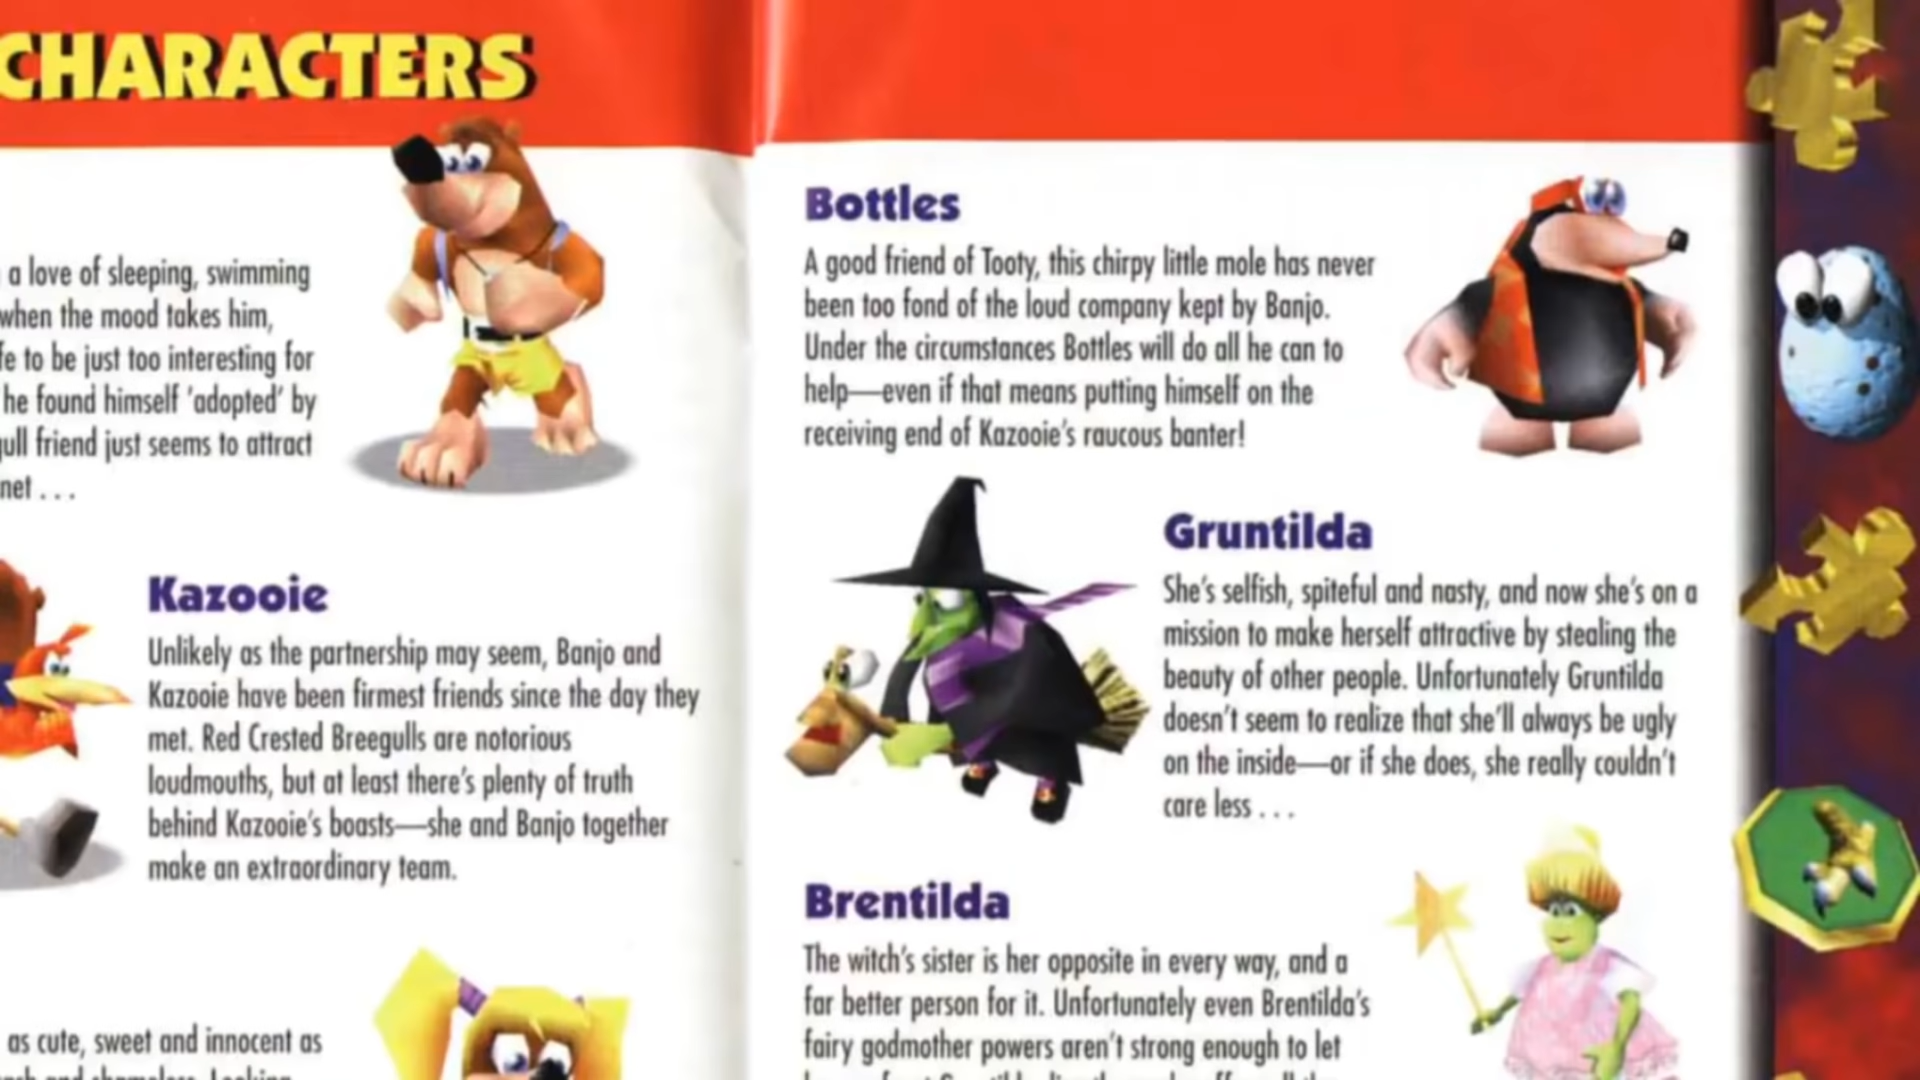 CHARACTERS
a love of sleeping, swimming
when the mood takes him,
to be just too interesting for
he found himself 'adopted' by
friend just seems to attract
. . .
Kazooie
Unlikely as the partnership may seem, Banjo and
Kazooie have been firmest friends since the day they
met. Red Crested Breegulls are notorious
loudmouths, but at least there's plenty of truth
behind Kazooie's boasts—she and Banjo together
make an extraordinary team.
as cute, sweet and innocent as
Bottles
A good friend of Tooty, this chirpy little mole has never
been too fond of the loud company kept by Banjo.
Under the circumstances Bottles will do all he can to
help—even if that means putting himself on the
receiving end of Kazooie's raucous banter!
Gruntilda
She's selfish, spiteful and nasty, and now she's on a
mission to make herself attractive by stealing the
beauty of other people. Unfortunately Gruntilda
doesn't seem to realize that she'll always be ugly
on the inside—or if she does, she really couldn't
care less . . .
Brentilda
The witch's sister is her opposite in every way, and a
far better person for it. Unfortunately even Brentilda's
fairy godmother powers aren't strong enough to let